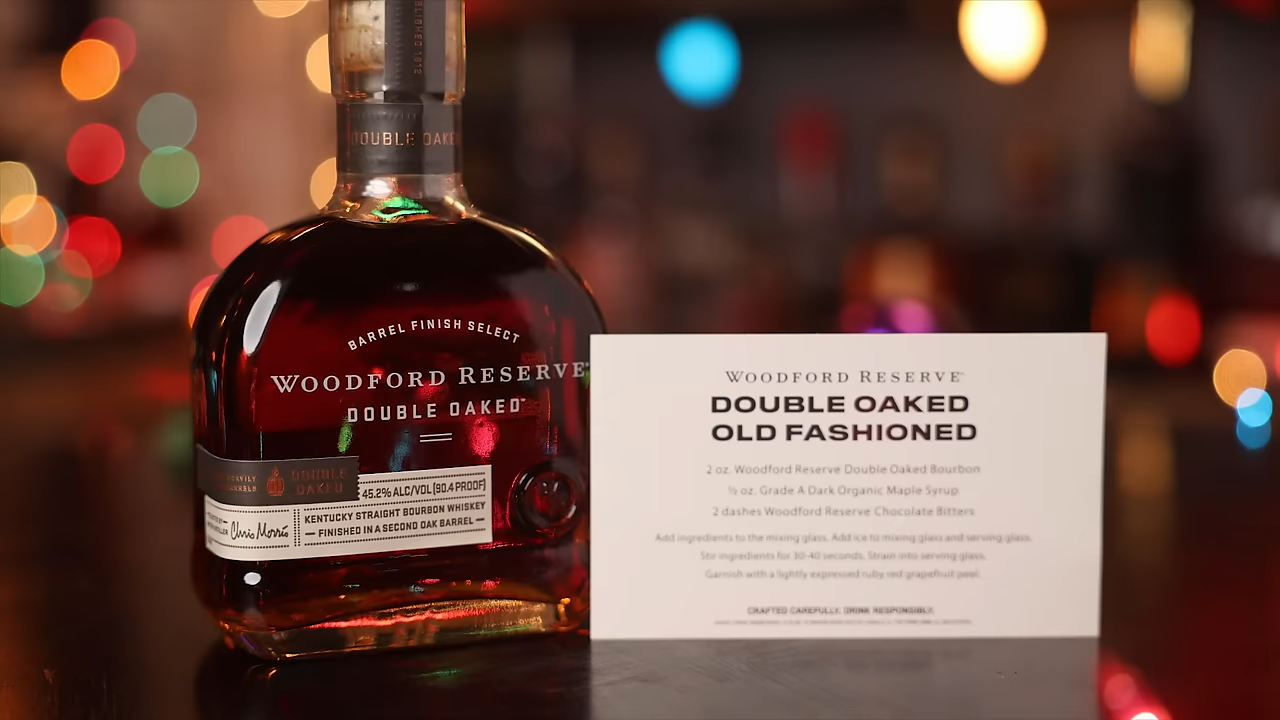 DOUBLE OAKED
BARREL FINISH SELECT
WOODFORD RESERVE
DOUBLE OAKED™
DOUBLE
OAKED
45.2% ALC/VOL (90.4 PROOF)
Chris Morris
KENTUCKY STRAIGHT BOURBON WHISKEY
FINISHED IN A SECOND OAK BARREL
WOODFORD RESERVE
DOUBLE OAKED
OLD FASHIONED
2 oz. Woodford Reserve Double Oaked Bourbon
½ oz. Grade A Dark Organic Maple Syrup
2 dashes Woodford Reserve Chocolate Bitters
Add ingredients to the mixing glass. Add ice to mixing glass and serving glass.
Stir ingredients for 30-40 seconds. Strain into serving glass.
Garnish with a lightly expressed ruby red grapefruit peel.
CRAFTED CAREFULLY. DRINK RESPONSIBLY.